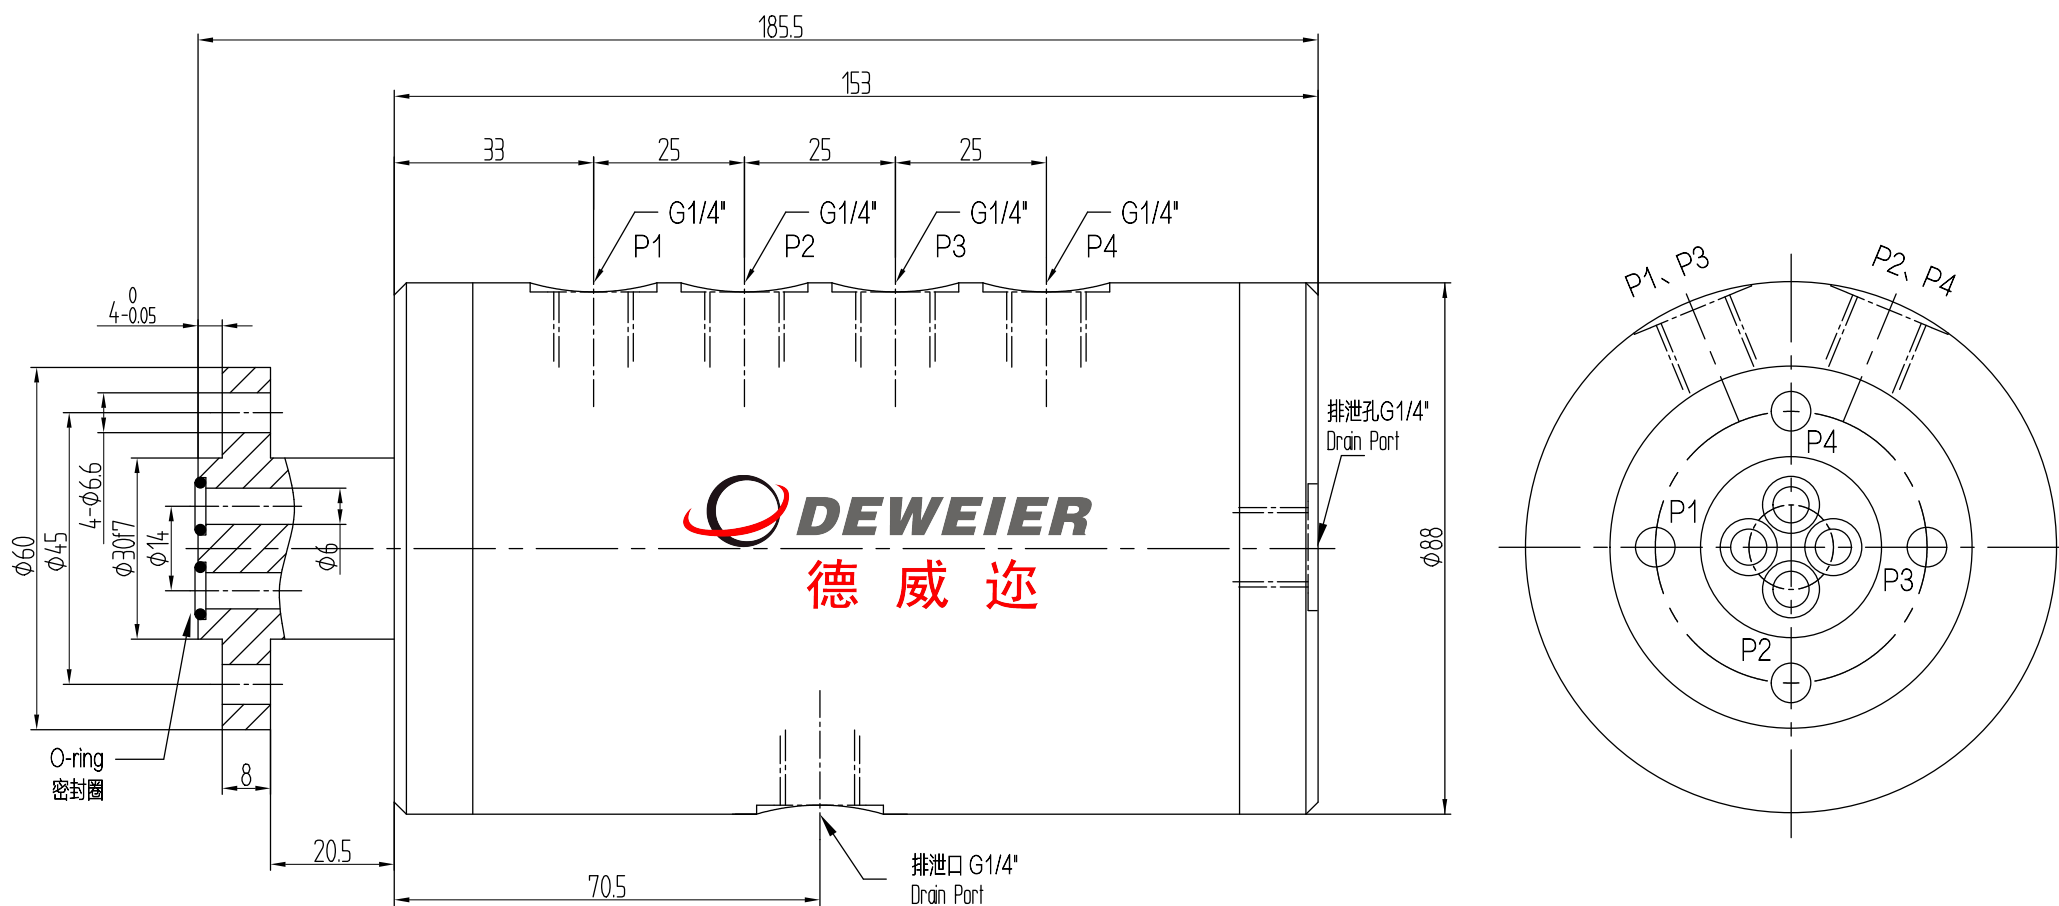 185.5
153
33
25
25
25
G1/4"
P1
G1/4"
P2
G1/4"
P3
G1/4"
P4
0
4-0.05
φ60
φ45
4-φ6.6
φ30f7
φ14
φ6
O-ring
密封圈
8
20.5
70.5
DEWEIER
德威迩
排泄孔G1/4"
Drain Port
φ88
排泄口 G1/4"
Drain Port
P1、P3
P2、P4
P4
P1
P3
P2